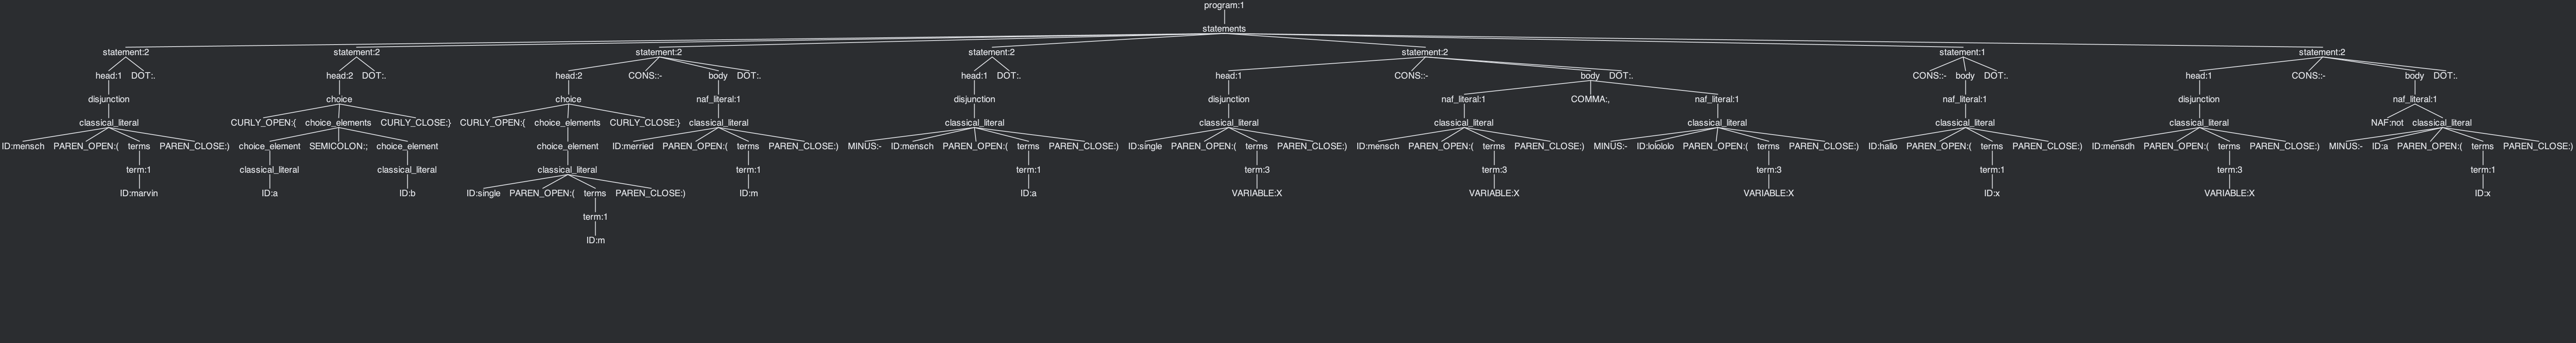 program:1
statements
statement:2 statement:2 statement:2 statement:2 statement:2 statement:1 statement:2
head:1 DOT:. head:2 DOT:. head:2 CONS::- body DOT:. head:1 DOT:. head:1 CONS::- body DOT:. CONS::- body DOT:. head:1 CONS::- body DOT:.
disjunction choice choice naf_literal:1 disjunction disjunction naf_literal:1 COMMA:, naf_literal:1 naf_literal:1 disjunction naf_literal:1
classical_literal CURLY_OPEN:{ choice_elements CURLY_CLOSE:} CURLY_OPEN:{ choice_elements CURLY_CLOSE:} classical_literal classical_literal classical_literal classical_literal classical_literal classical_literal classical_literal NAF:not classical_literal
ID:mensch PAREN_OPEN:( terms PAREN_CLOSE:) choice_element SEMICOLON:; choice_element choice_element ID:merried PAREN_OPEN:( terms PAREN_CLOSE:) MINUS:- ID:mensch PAREN_OPEN:( terms PAREN_CLOSE:) ID:single PAREN_OPEN:( terms PAREN_CLOSE:) ID:mensch PAREN_OPEN:( terms PAREN_CLOSE:) MINUS:- ID:lolololo PAREN_OPEN:( terms PAREN_CLOSE:) ID:hallo PAREN_OPEN:( terms PAREN_CLOSE:) ID:mensdh PAREN_OPEN:( terms PAREN_CLOSE:) MINUS:- ID:a PAREN_OPEN:( terms PAREN_CLOSE:)
term:1 classical_literal classical_literal classical_literal term:1 term:1 term:3 term:3 term:3 term:1 term:3 term:1
ID:marvin ID:a ID:b ID:single PAREN_OPEN:( terms PAREN_CLOSE:) ID:m ID:a VARIABLE:X VARIABLE:X VARIABLE:X ID:x VARIABLE:X ID:x
term:1
ID:m